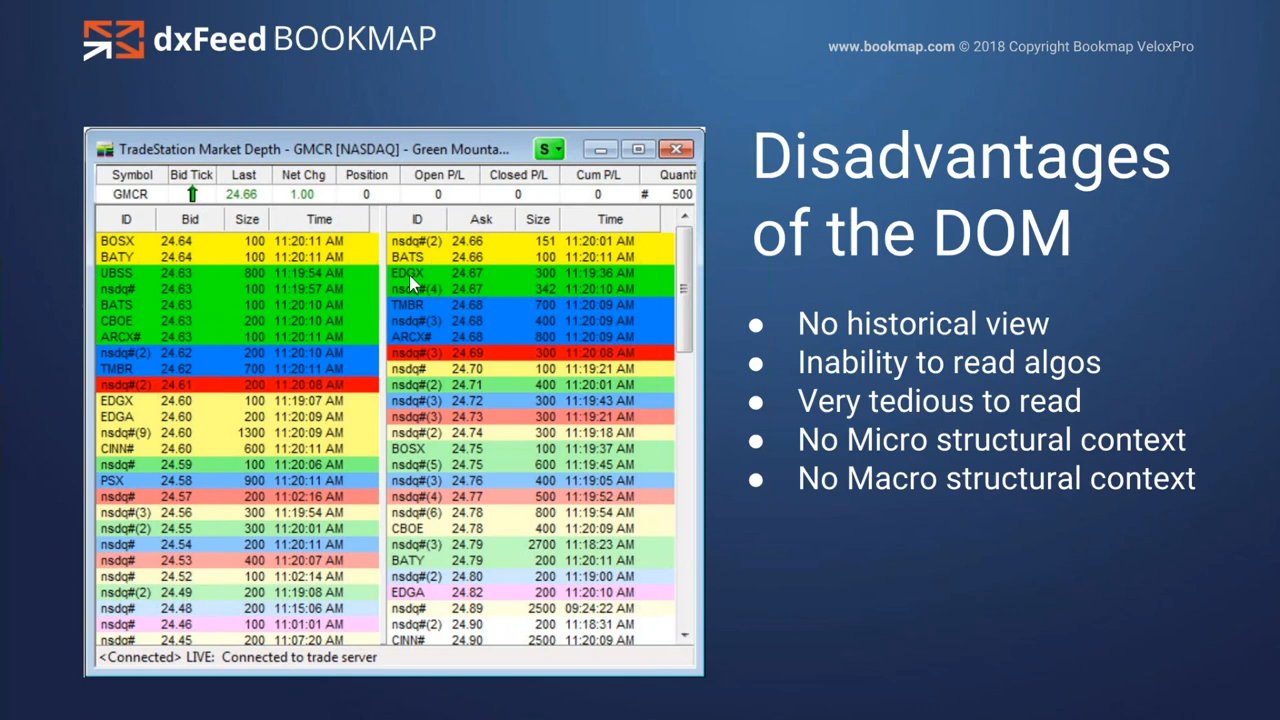 dxFeed BOOKMAP
www.bookmap.com © 2018 Copyright Bookmap VeloxPro
TradeStation Market Depth - GMCR [NASDAQ] - Green Mounta... S
Symbol Bid Tick Last Net Chg Position Open P/L Closed P/L Cum P/L Quanti
GMCR 24.66 1.00 0 0 0 0 # 500
ID Bid Size Time ID Ask Size Time
BOSX 24.64 100 11:20:11 AM nsdq#(2) 24.66 151 11:20:01 AM
BATY 24.64 100 11:20:11 AM BATS 24.66 100 11:20:11 AM
UBSS 24.63 800 11:19:54 AM EDGX 24.67 300 11:19:36 AM
nsdq# 24.63 100 11:19:57 AM nsdq#(4) 24.67 342 11:20:10 AM
BATS 24.63 100 11:20:10 AM TMBR 24.68 700 11:20:09 AM
CBOE 24.63 200 11:20:10 AM nsdq#(3) 24.68 400 11:20:09 AM
ARCX# 24.63 100 11:20:11 AM ARCX# 24.68 800 11:20:09 AM
nsdq#(2) 24.62 200 11:20:10 AM nsdq#(3) 24.69 300 11:20:08 AM
TMBR 24.62 700 11:20:11 AM nsdq# 24.70 100 11:19:21 AM
nsdq#(2) 24.61 200 11:20:08 AM nsdq#(2) 24.71 400 11:20:01 AM
EDGX 24.60 100 11:19:07 AM nsdq#(3) 24.72 300 11:19:43 AM
EDGA 24.60 200 11:20:09 AM nsdq#(3) 24.73 300 11:19:21 AM
nsdq#(9) 24.60 1300 11:20:09 AM nsdq#(2) 24.74 300 11:19:18 AM
CINN# 24.60 600 11:20:11 AM BOSX 24.75 100 11:19:37 AM
nsdq# 24.59 100 11:20:06 AM nsdq#(5) 24.75 600 11:19:45 AM
PSX 24.58 900 11:20:11 AM nsdq#(3) 24.76 400 11:19:05 AM
nsdq# 24.57 200 11:02:16 AM nsdq#(4) 24.77 500 11:19:52 AM
nsdq#(3) 24.56 300 11:19:54 AM nsdq#(6) 24.78 800 11:19:54 AM
nsdq#(2) 24.55 300 11:20:01 AM CBOE 24.78 400 11:20:09 AM
nsdq# 24.54 200 11:20:11 AM nsdq#(3) 24.79 2700 11:18:23 AM
nsdq# 24.53 400 11:20:07 AM BATY 24.79 200 11:20:11 AM
nsdq# 24.52 100 11:02:14 AM nsdq#(2) 24.80 200 11:19:00 AM
nsdq#(2) 24.49 200 11:19:08 AM EDGA 24.82 200 11:20:10 AM
nsdq# 24.48 200 11:15:06 AM nsdq# 24.89 2500 09:24:22 AM
nsdq# 24.46 100 11:01:01 AM nsdq#(2) 24.90 200 11:18:31 AM
nsdq# 24.45 200 11:07:20 AM CINN# 24.90 2500 11:20:09 AM
<Connected> LIVE: Connected to trade server
Disadvantages
of the DOM
● No historical view
● Inability to read algos
● Very tedious to read
● No Micro structural context
● No Macro structural context